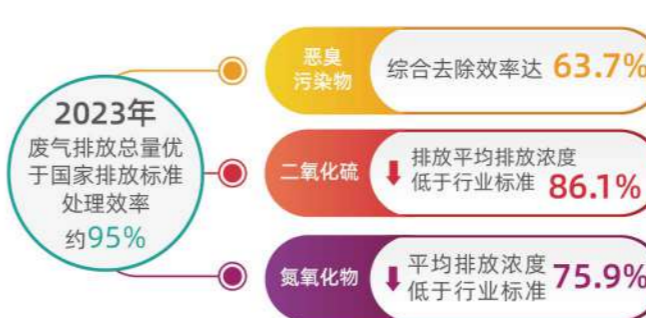 2023年
废气排放总量优
于国家排放标准
处理效率
约95%
恶臭
污染物
综合去除效率达 63.7%
二氧化硫
排放平均排放浓度
低于行业标准 86.1%
氮氧化物
平均排放浓度
低于行业标准 75.9%